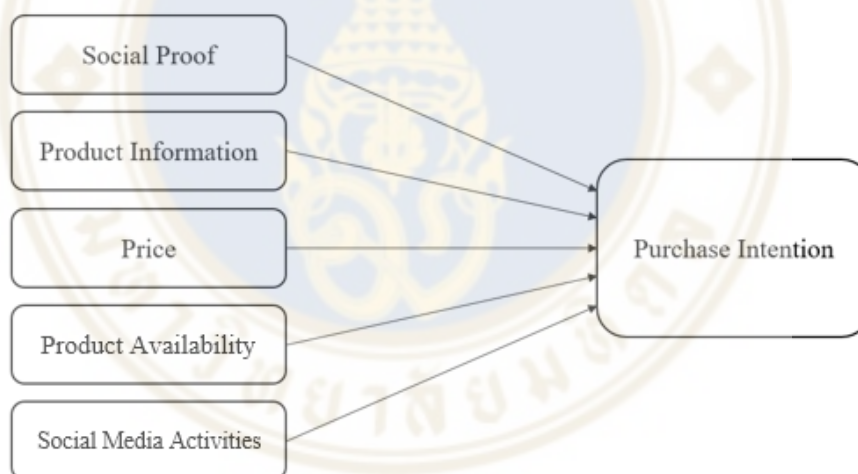 Social Proof
Product Information
Price
Purchase Intention
Product Availability
Social Media Activities